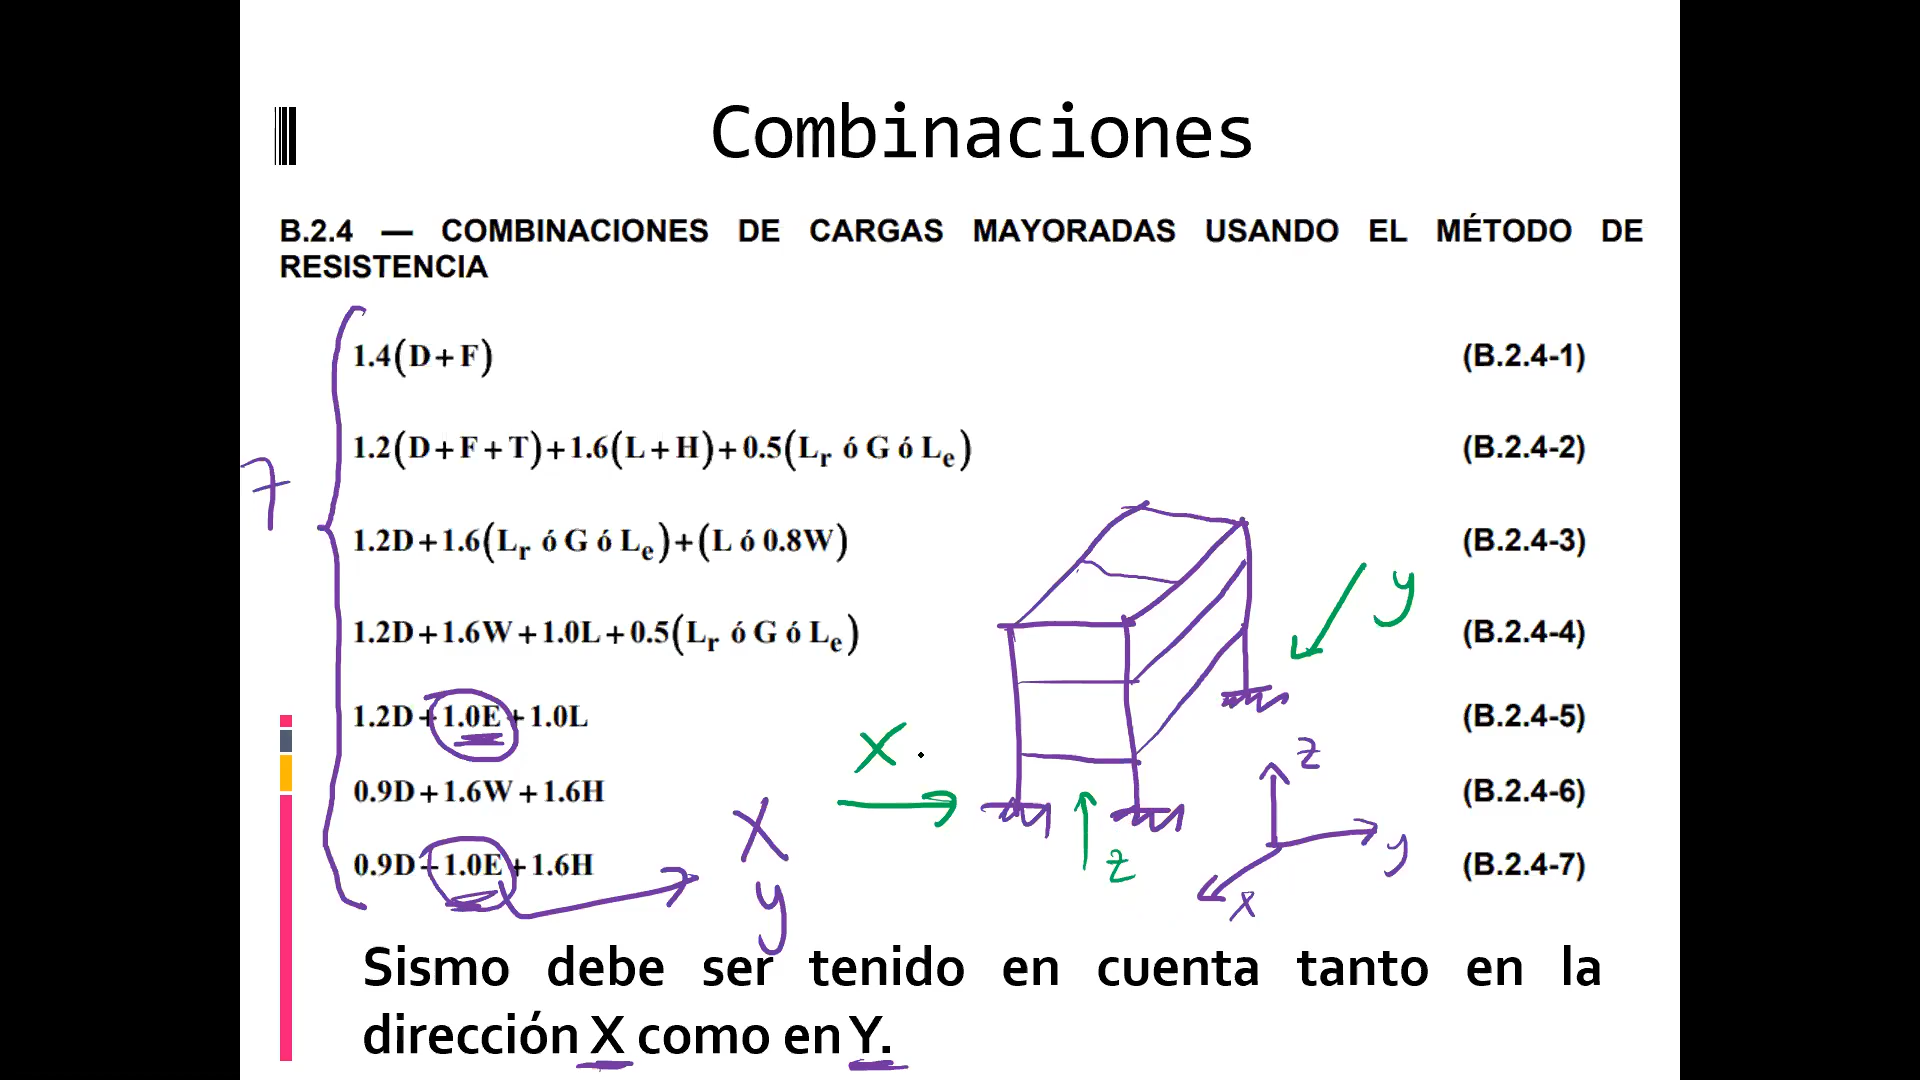 Combinaciones
B.2.4 — COMBINACIONES DE CARGAS MAYORADAS USANDO EL MÉTODO DE
RESISTENCIA
1.4(D+F) (B.2.4-1)
1.2(D+F+T)+1.6(L+H)+0.5(Lr ó G ó Le) (B.2.4-2)
7
1.2D+1.6(Lr ó G ó Le)+(L ó 0.8W) (B.2.4-3)
y
1.2D+1.6W+1.0L+0.5(Lr ó G ó Le) (B.2.4-4)
1.2D+1.0E+1.0L (B.2.4-5)
X
z
0.9D+1.6W+1.6H (B.2.4-6)
X
y
z
0.9D+1.0E+1.6H (B.2.4-7)
y
x
Sismo debe ser tenido en cuenta tanto en la
dirección X como en Y.